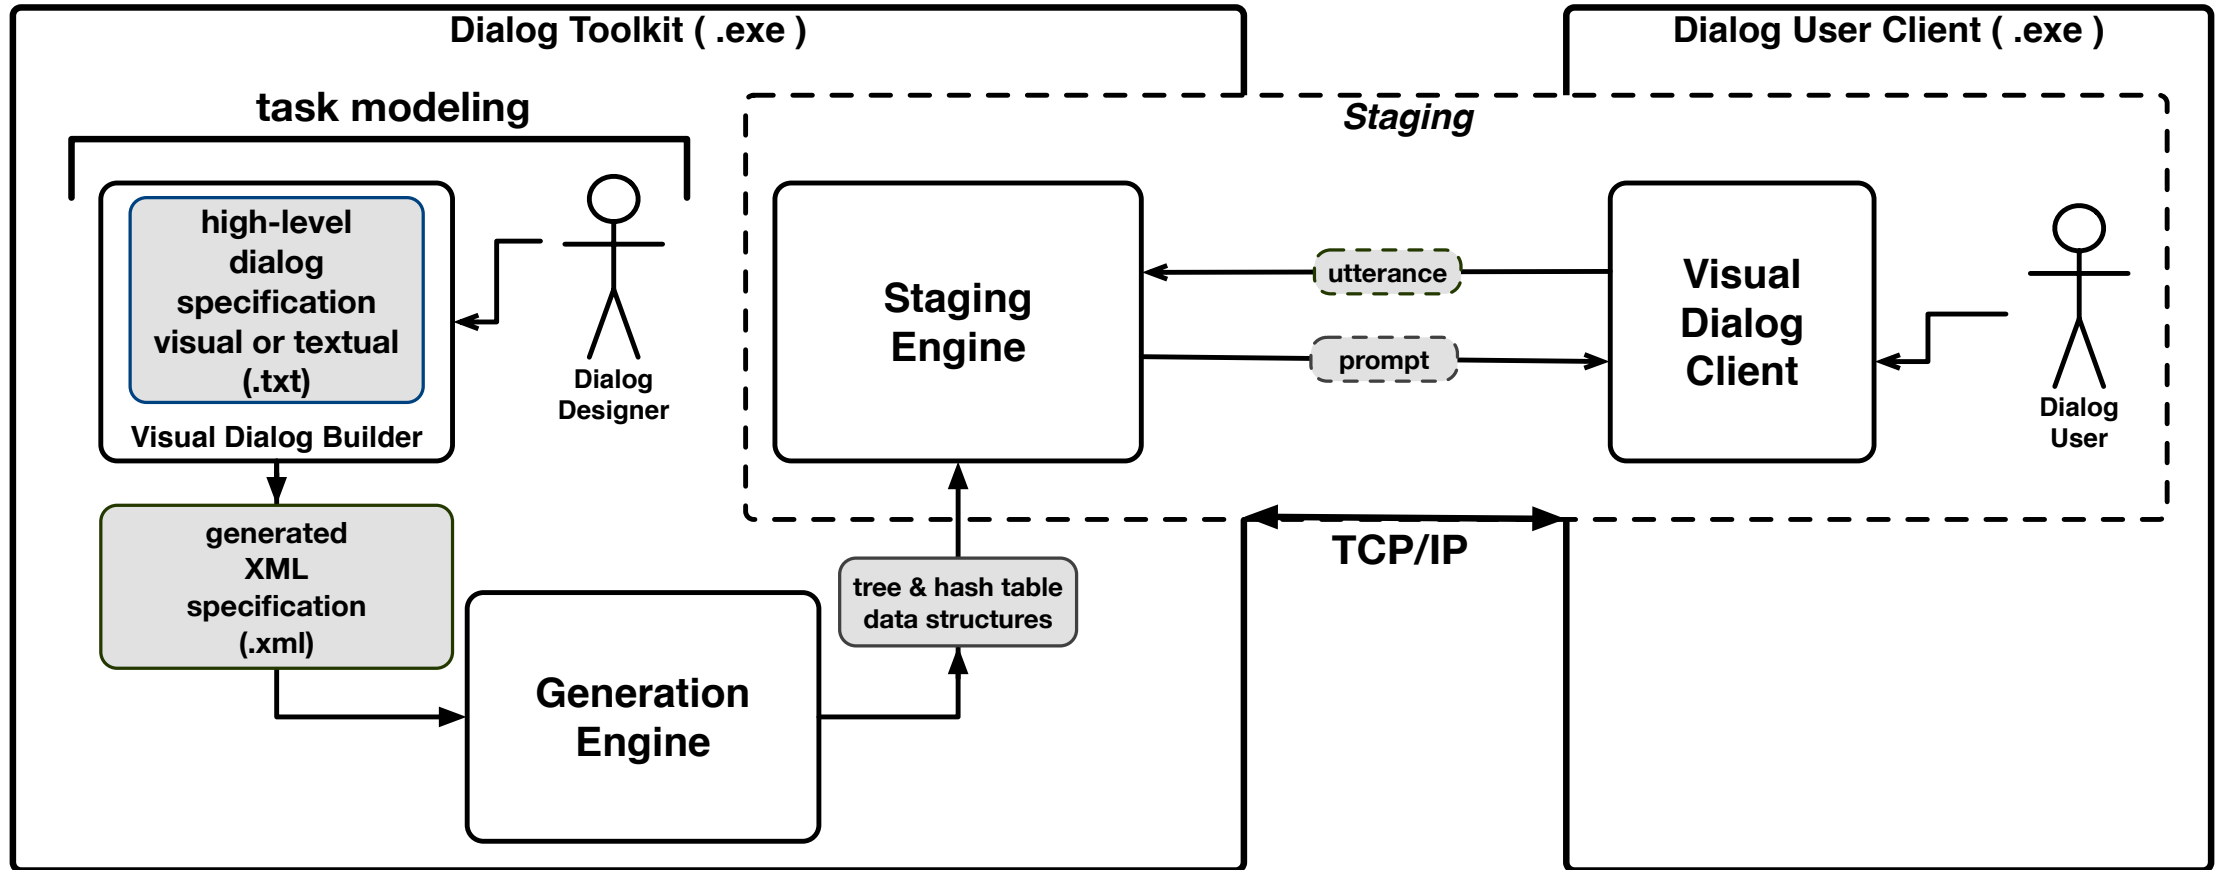 Dialog Toolkit ( .exe )
Dialog User Client ( .exe )
task modeling
Staging
high-level
dialog
specification
visual or textual
(.txt)
Visual Dialog Builder
Dialog
Designer
Staging
Engine
utterance
prompt
Visual
Dialog
Client
Dialog
User
generated
XML
specification
(.xml)
TCP/IP
tree & hash table
data structures
Generation
Engine